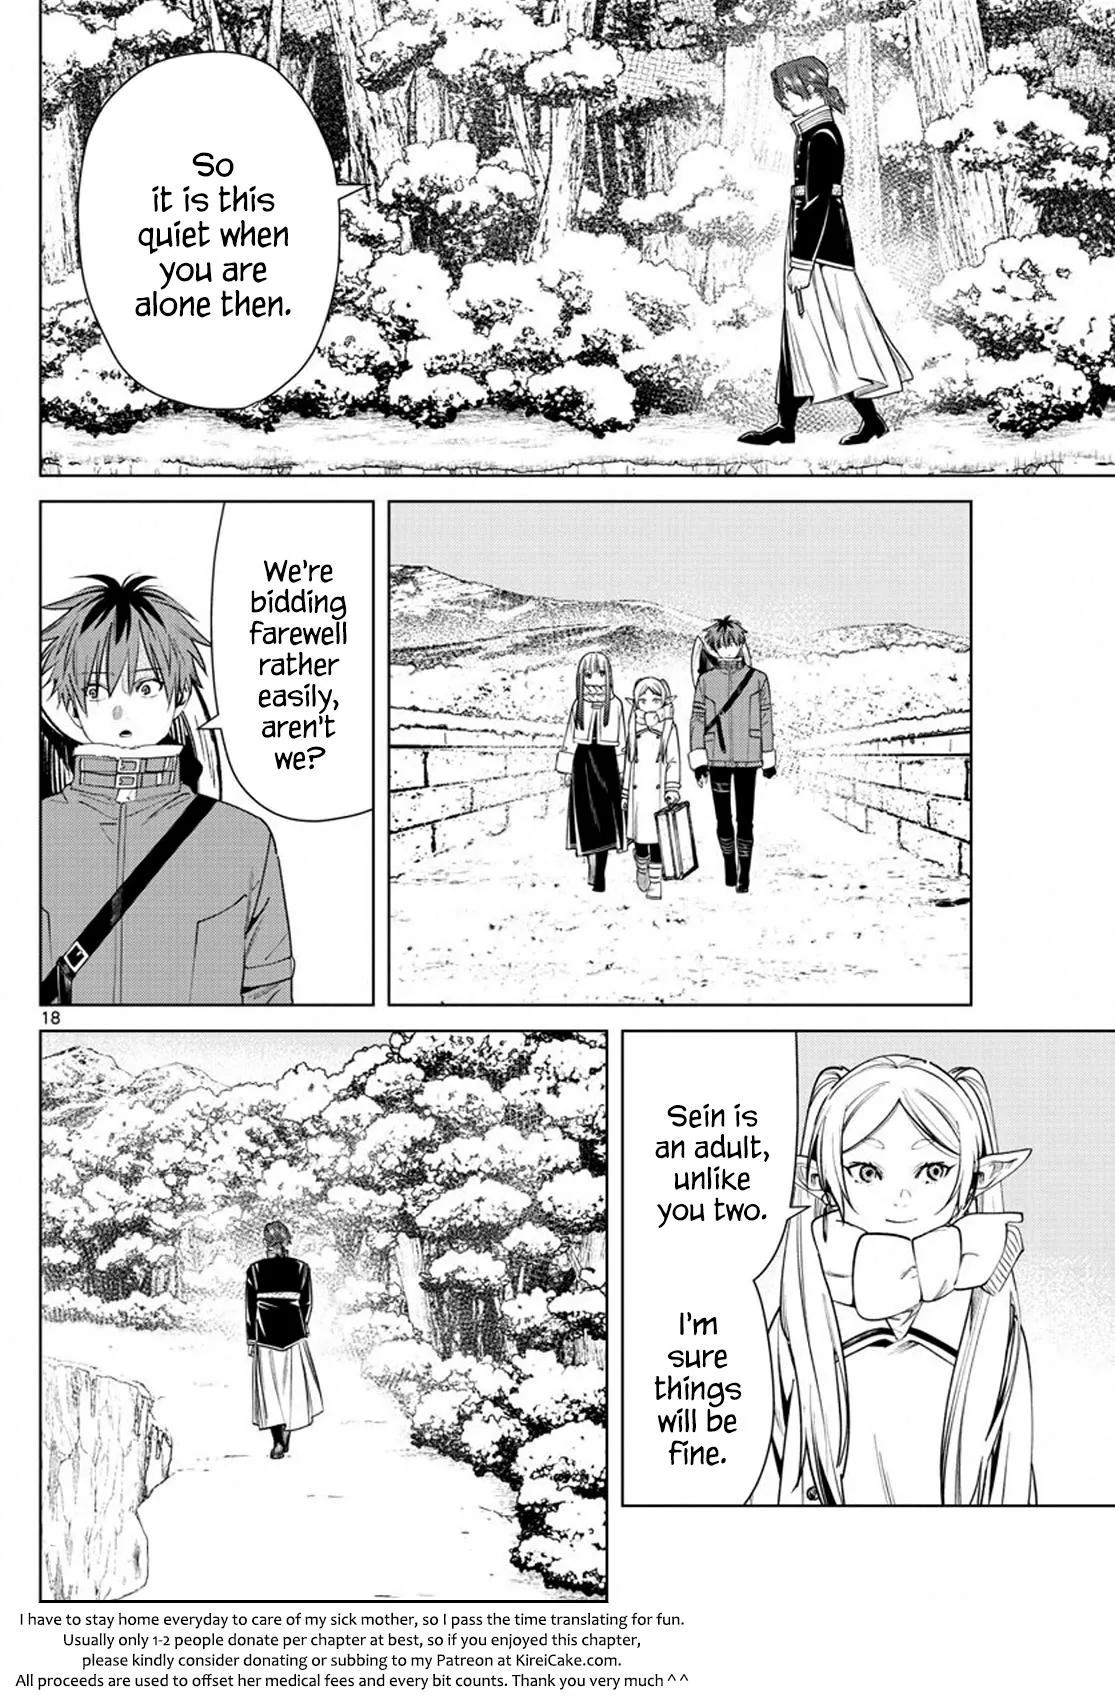 So
it is this
quiet when
you are
alone then.
We're
bidding
farewell
rather
easily,
aren't
we?
Sein is
an adult,
unlike
you two.
I'm
sure
things
will be
fine.
18
I have to stay home everyday to care of my sick mother, so I pass the time translating for fun.
Usually only 1-2 people donate per chapter at best, so if you enjoyed this chapter,
please kindly consider donating or subbing to my Patreon at KireiCake.com.
All proceeds are used to offset her medical fees and every bit counts. Thank you very much ^ ^